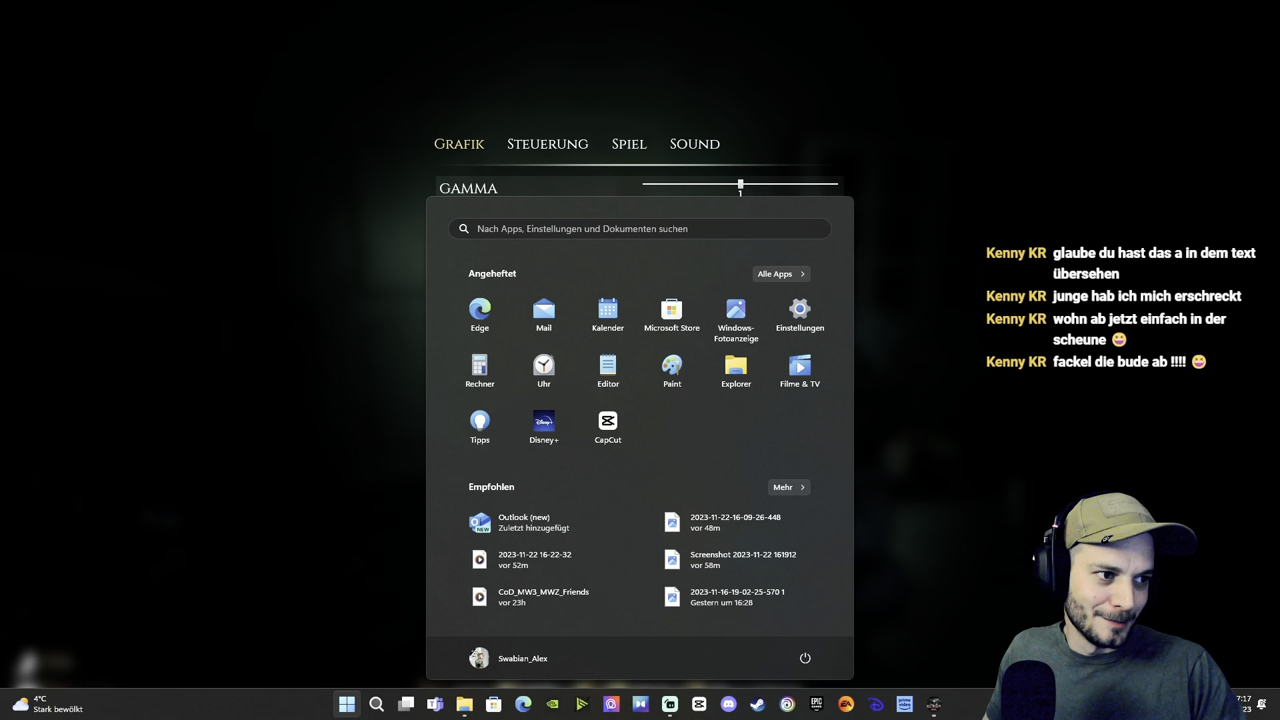 Grafik Steuerung Spiel Sound
Gamma
1
Nach Apps, Einstellungen und Dokumenten suchen
Angeheftet
Alle Apps
Edge Mail Kalender Microsoft Store Windows-Fotoanzeige Einstellungen
Rechner Uhr Editor Paint Explorer Filme & TV
Tipps Disney+ CapCut
Empfohlen
Mehr
Outlook (new)
Zuletzt hinzugefügt
2023-11-22-16-09-26-448
vor 48m
2023-11-22 16-22-32
vor 52m
Screenshot 2023-11-22 161912
vor 58m
CoD_MW3_MWZ_Friends
vor 23h
2023-11-16-19-02-25-570 1
Gestern um 16:28
Swabian_Alex
Kenny KR glaube du hast das a in dem text
übersehen
Kenny KR junge hab ich mich erschreckt
Kenny KR wohn ab jetzt einfach in der
scheune 😀
Kenny KR fackel die bude ab !!!! 😀
4°C
Stark bewölkt
7:17
23